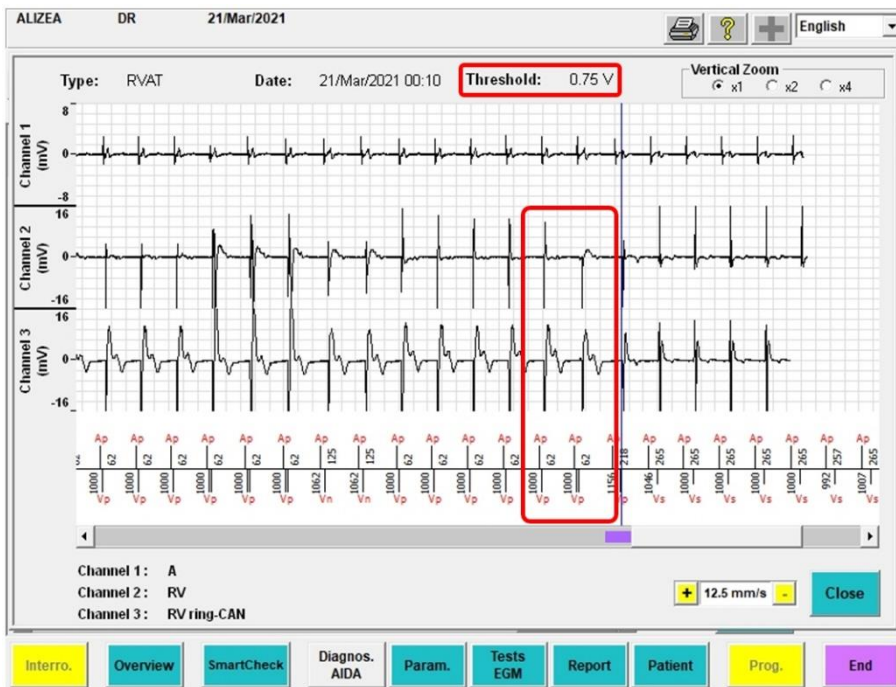 ALIZEA DR 21/Mar/2021
English
Type: RVAT Date: 21/Mar/2021 00:10 Threshold: 0.75 V
Vertical Zoom
x1 x2 x4
Channel 1 (mV)
8
0
-8
Channel 2 (mV)
16
0
-16
Channel 3 (mV)
16
0
-16
Ap Ap Ap Ap Ap Ap Ap Ap Ap Ap Ap Ap Ap Ap Ap Ap Ap Ap Ap Ap Ap Ap
62 62 62 62 62 62 125 125 62 62 62 62 62 62 218 265 265 265 265 265 257 265
1000 1000 1000 1000 1000 1000 1062 1062 1000 1000 1000 1000 1000 1000 1156 1046 1000 1000 1000 1000 992 1007
Vp Vp Vp Vp Vp Vp Vn Vn Vp Vp Vp Vp Vp Vp Vp Vs Vs Vs Vs Vs Vs Vs
Channel 1 : A
Channel 2 : RV
Channel 3 : RV ring-CAN
+ 12.5 mm/s -
Close
Interro. Overview SmartCheck Diagnos. AIDA Param. Tests EGM Report Patient Prog. End